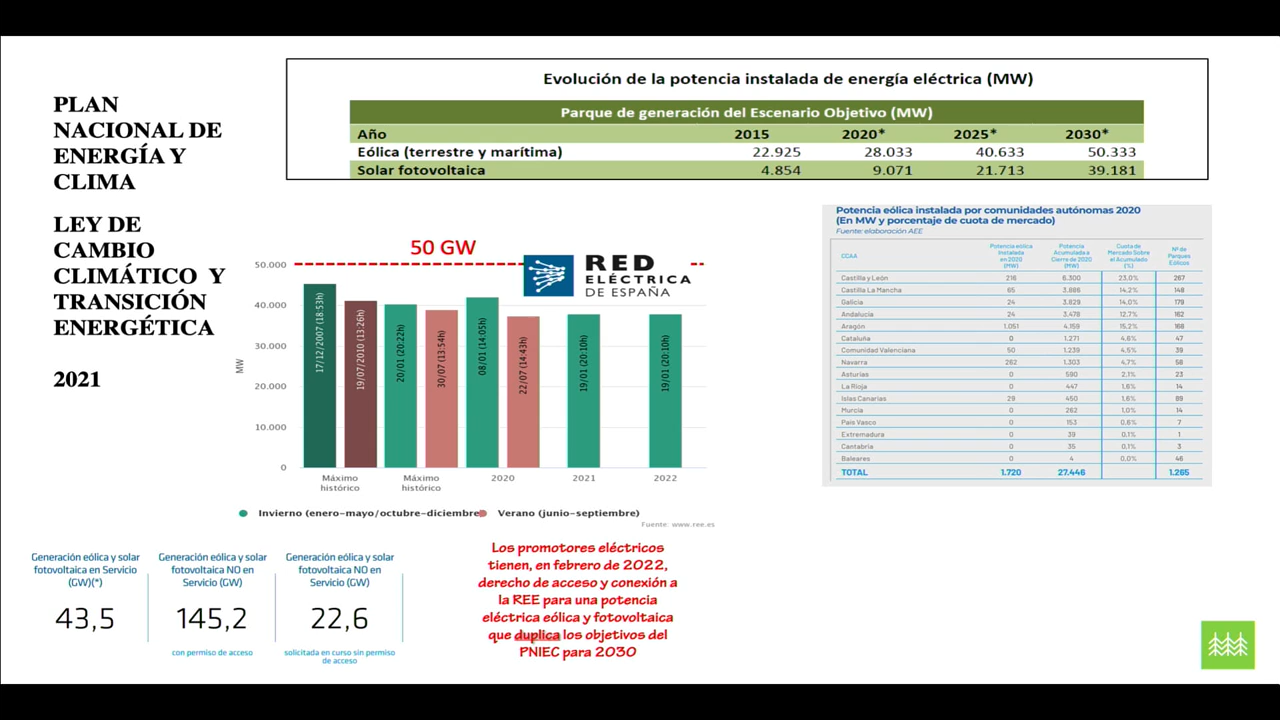 PLAN
NACIONAL DE
ENERGÍA Y
CLIMA
LEY DE
CAMBIO
CLIMÁTICO Y
TRANSICIÓN
ENERGÉTICA
2021
Evolución de la potencia instalada de energía eléctrica (MW)
Parque de generación del Escenario Objetivo (MW)
Año 2015 2020* 2025* 2030*
Eólica (terrestre y marítima) 22.925 28.033 40.633 50.333
Solar fotovoltaica 4.854 9.071 21.713 39.181
50 GW
RED
ELÉCTRICA
DE ESPAÑA
MW
50.000
40.000
30.000
20.000
10.000
0
17/12/2007 (18:53h)
19/07/2010 (13:26h)
20/01 (20:22h)
30/07 (13:54h)
08/01 (14:05h)
22/07 (14:43h)
19/01 (20:10h)
19/01 (20:10h)
Máximo histórico
Máximo histórico
2020
2021
2022
Invierno (enero-mayo/octubre-diciembre
Verano (junio-septiembre)
Fuente: www.ree.es
Potencia eólica instalada por comunidades autónomas 2020
(En MW y porcentaje de cuota de mercado)
Fuente: elaboración AEE
CCAA
Potencia eólica instalada en 2020 (MW)
Potencia Acumulada a Cierre de 2020 (MW)
Cuota de Mercado Sobre el Acumulado (%)
Nº de Parques Eólicos
Castilla y León 216 6.300 23,0% 267
Castilla La Mancha 65 3.886 14,2% 148
Galicia 24 3.829 14,0% 179
Andalucía 24 3.478 12,7% 162
Aragón 1.051 4.159 15,2% 166
Cataluña 0 1.271 4,6% 47
Comunidad Valenciana 50 1.239 4,5% 39
Navarra 262 1.303 4,7% 58
Asturias 0 590 2,1% 23
La Rioja 0 447 1,6% 14
Islas Canarias 29 450 1,6% 89
Murcia 0 262 1,0% 14
País Vasco 0 153 0,6% 7
Extremadura 0 39 0,1% 1
Cantabria 0 35 0,1% 3
Baleares 0 4 0,0% 46
TOTAL 1.720 27.446 1.265
Generación eólica y solar
fotovoltaica en Servicio
(GW)(*)
43,5
Generación eólica y solar
fotovoltaica NO en
Servicio (GW)
145,2
con permiso de acceso
Generación eólica y solar
fotovoltaica NO en
Servicio (GW)
22,6
solicitada en curso sin permiso
de acceso
Los promotores eléctricos
tienen, en febrero de 2022,
derecho de acceso y conexión a
la REE para una potencia
eléctrica eólica y fotovoltaica
que duplica los objetivos del
PNIEC para 2030